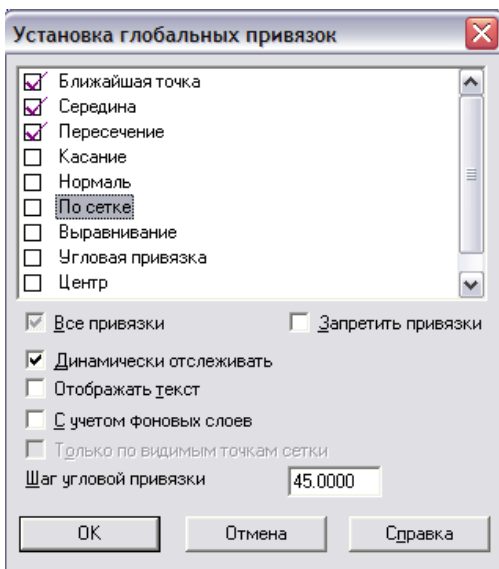 Установка глобальных привязок
Ближайшая точка
Середина
Пересечение
Касание
Нормаль
По сетке
Выравнивание
Угловая привязка
Центр
Все привязки Запретить привязки
Динамически отслеживать
Отображать текст
С учетом фоновых слоев
Только по видимым точкам сетки
Шаг угловой привязки 45.0000
OK Отмена Справка